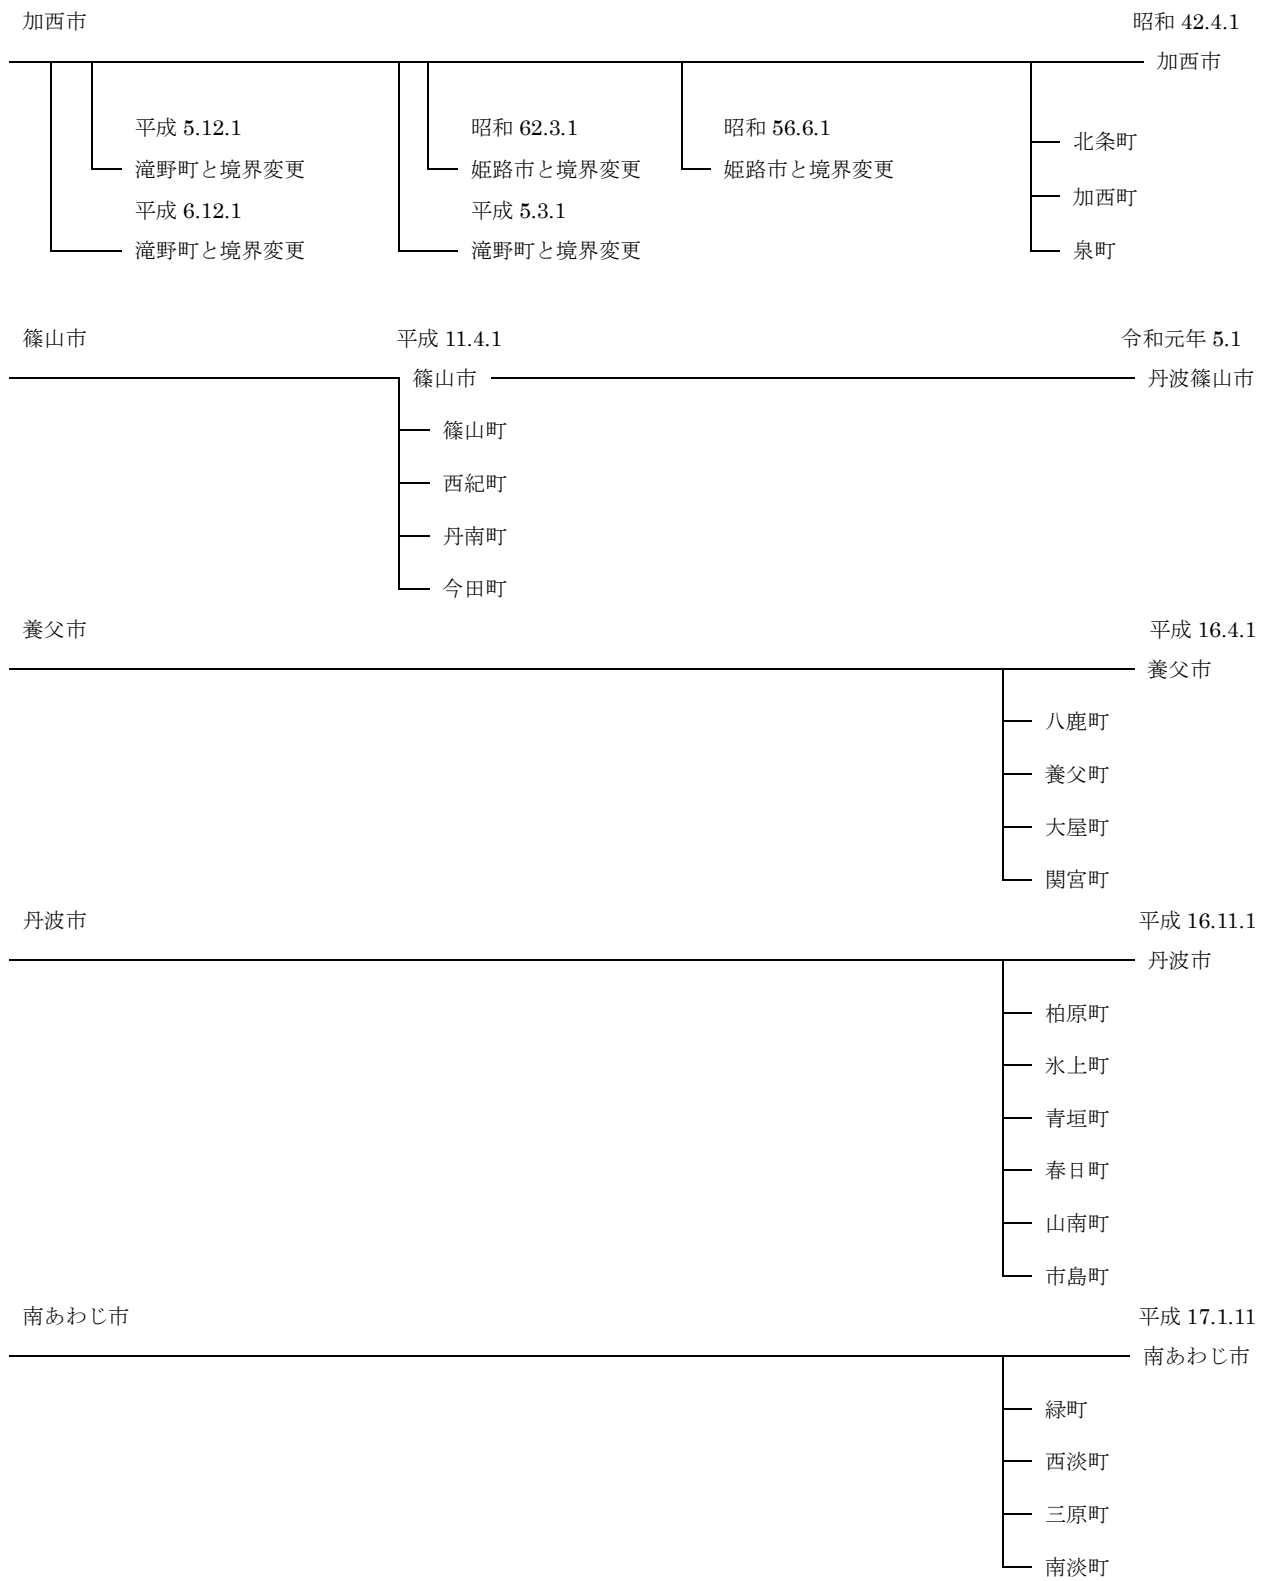 加西市 昭和 42.4.1
加西市
平成 5.12.1 昭和 62.3.1 昭和 56.6.1
北条町
滝野町と境界変更 姫路市と境界変更 姫路市と境界変更
加西町
平成 6.12.1 平成 5.3.1
滝野町と境界変更 滝野町と境界変更 泉町
篠山市 平成 11.4.1 令和元年 5.1
篠山市 丹波篠山市
篠山町
西紀町
丹南町
今田町
養父市 平成 16.4.1
養父市
八鹿町
養父町
大屋町
関宮町
丹波市 平成 16.11.1
丹波市
柏原町
氷上町
青垣町
春日町
山南町
市島町
南あわじ市 平成 17.1.11
南あわじ市
緑町
西淡町
三原町
南淡町